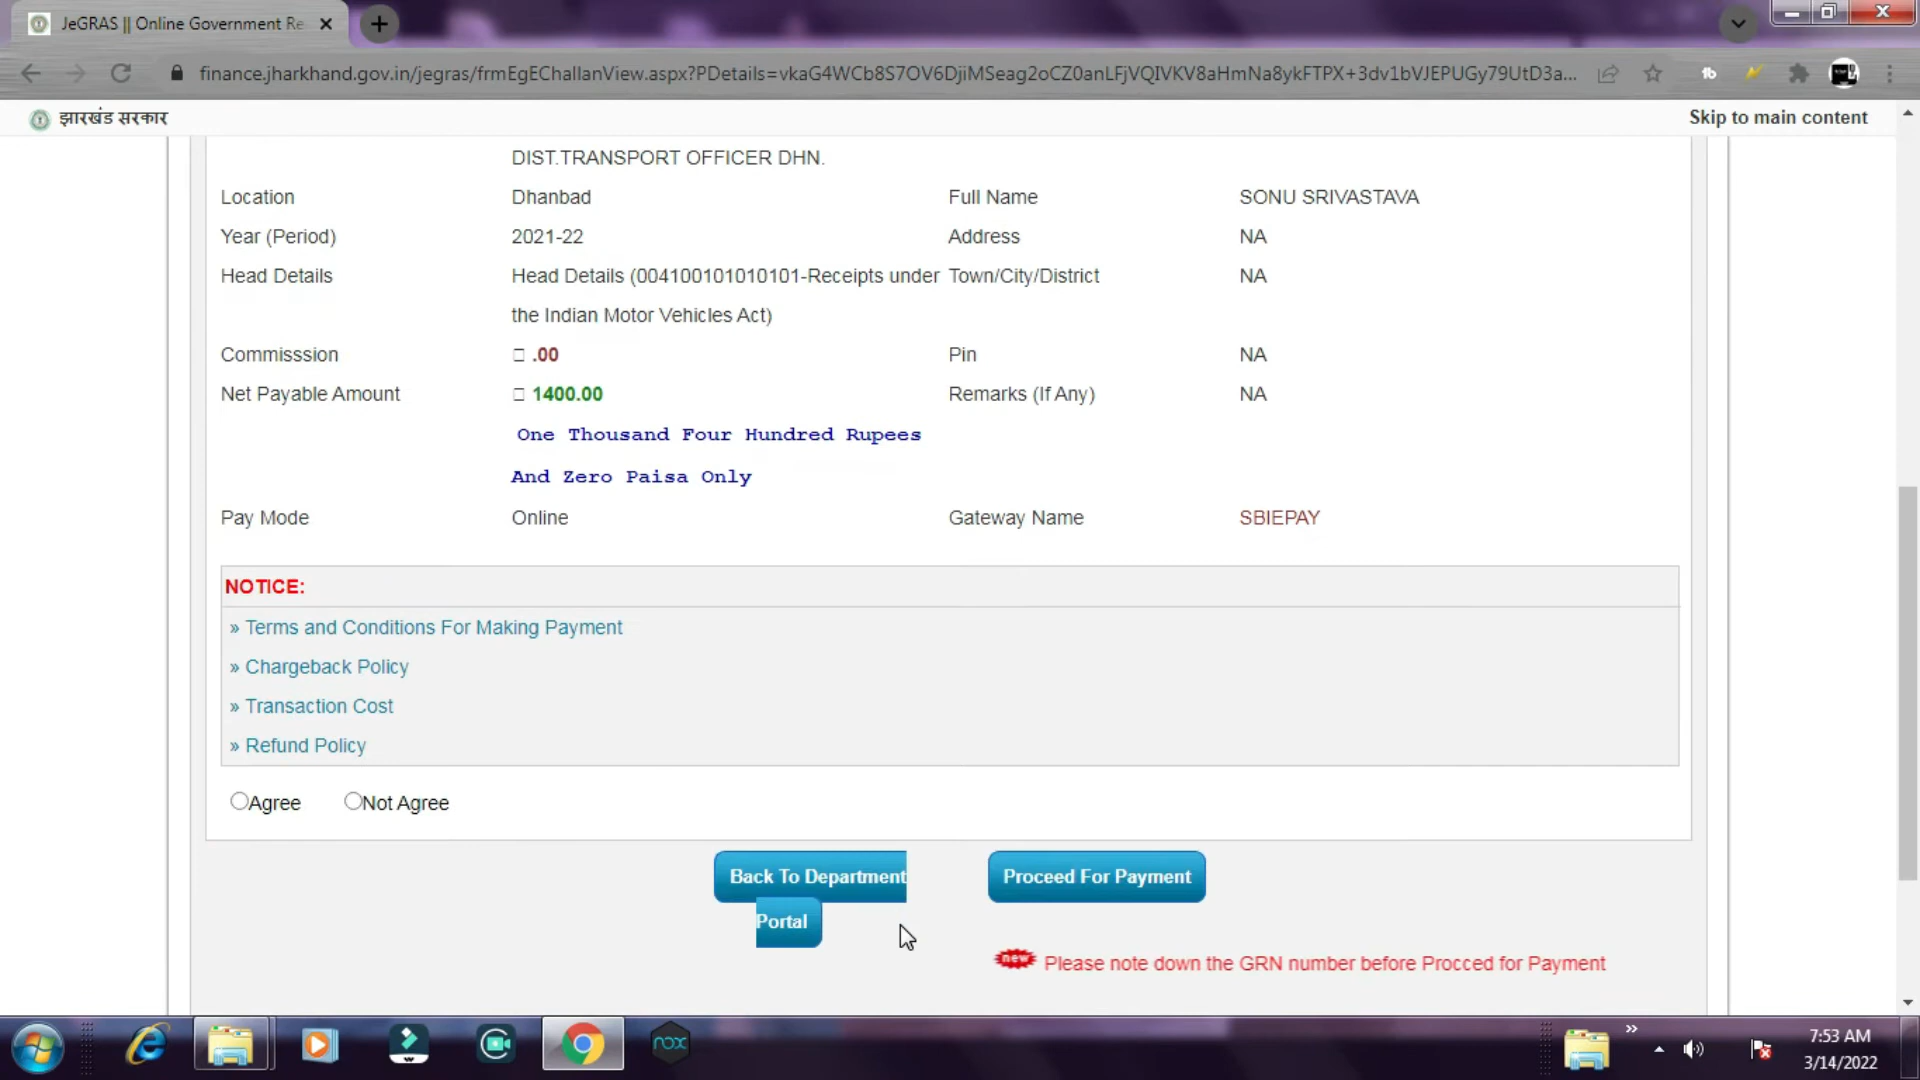 JeGRAS || Online Government Re
finance.jharkhand.gov.in/jegras/frmEgEChallanView.aspx?PDetails=vkaG4WCb8S7OV6DjiMSeag2oCZ0anLFjVQIVKV8aHmNa8ykFTPX+3dv1bVJEPUGy79UtD3a...
झारखंड सरकार
Skip to main content
DIST.TRANSPORT OFFICER DHN.
Location Dhanbad Full Name SONU SRIVASTAVA
Year (Period) 2021-22 Address NA
Head Details Head Details (004100101010101-Receipts under Town/City/District NA
the Indian Motor Vehicles Act)
Commisssion .00 Pin NA
Net Payable Amount 1400.00 Remarks (If Any) NA
One Thousand Four Hundred Rupees
And Zero Paisa Only
Pay Mode Online Gateway Name SBIEPAY
NOTICE:
» Terms and Conditions For Making Payment
» Chargeback Policy
» Transaction Cost
» Refund Policy
Agree Not Agree
Back To Department Proceed For Payment
Portal
new Please note down the GRN number before Procced for Payment
nox
7:53 AM
3/14/2022